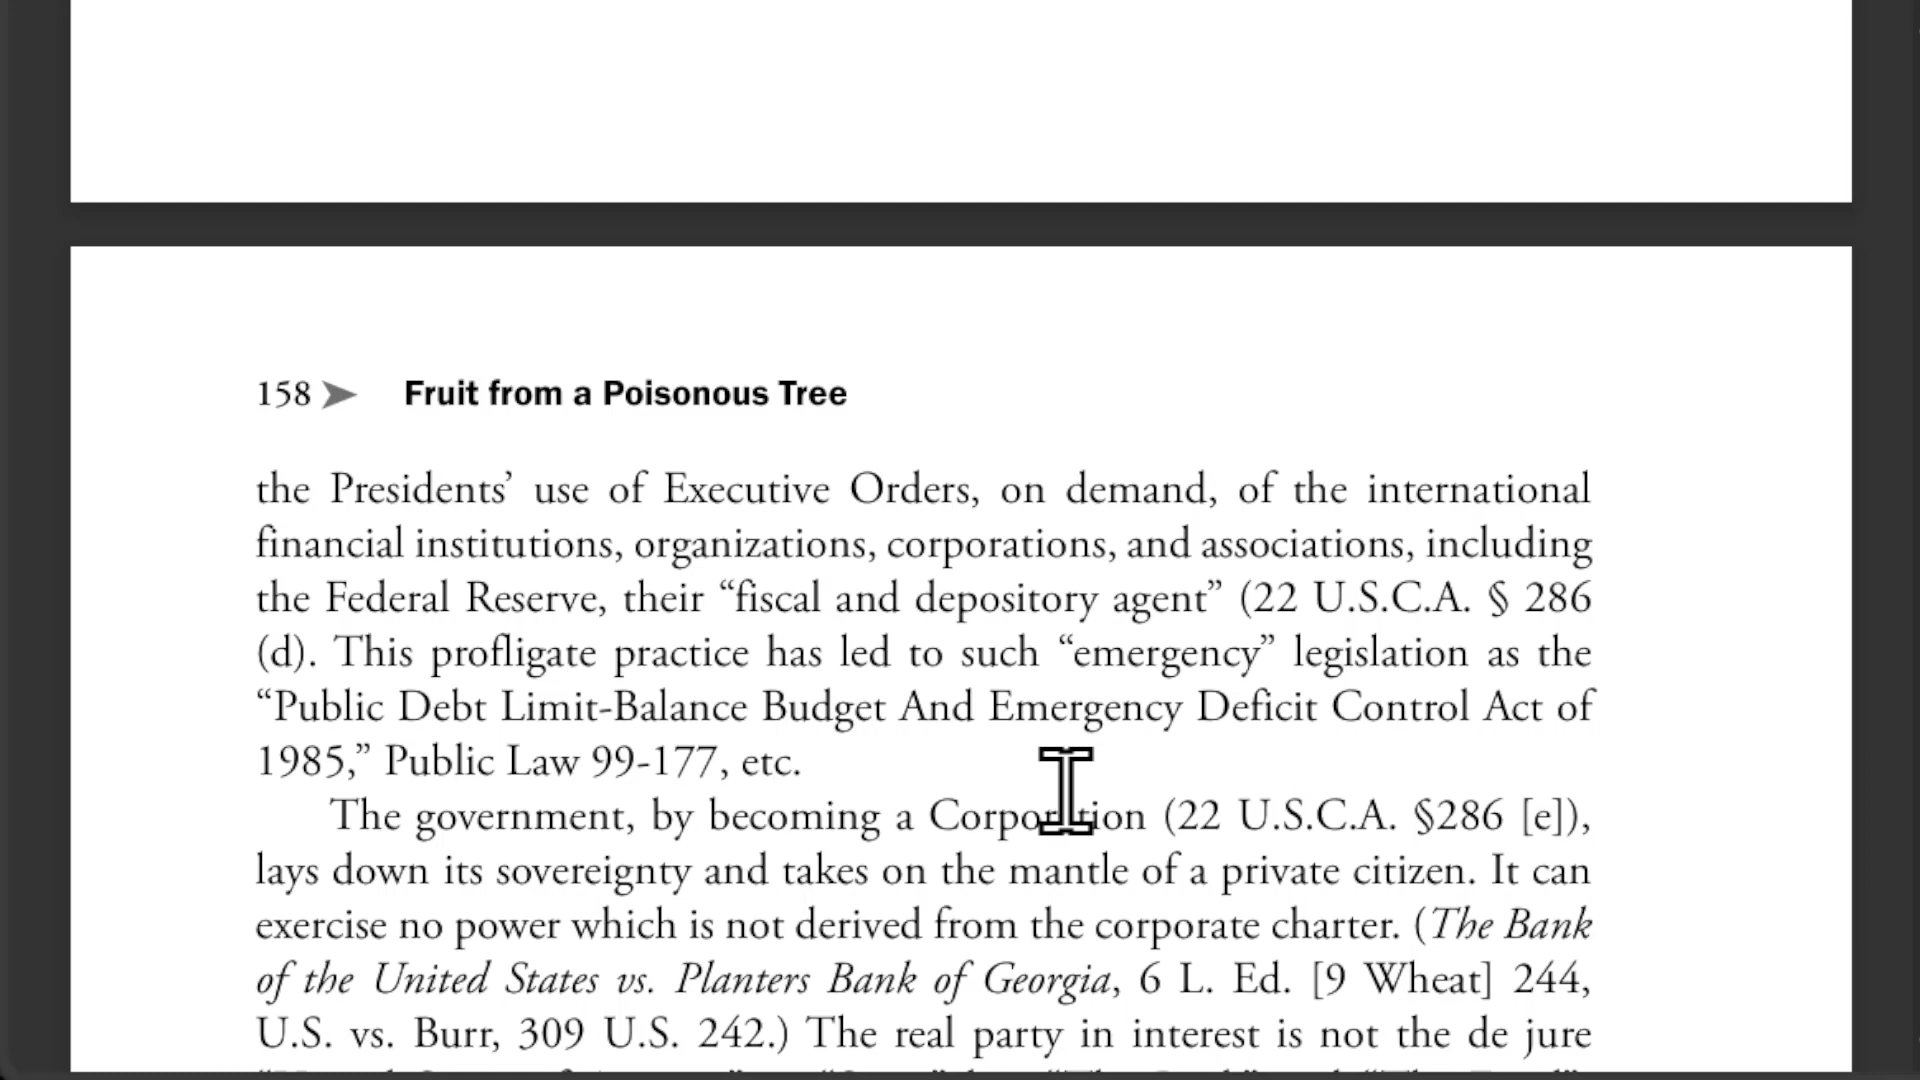 158 ➤ Fruit from a Poisonous Tree
the Presidents’ use of Executive Orders, on demand, of the international
financial institutions, organizations, corporations, and associations, including
the Federal Reserve, their “fiscal and depository agent” (22 U.S.C.A. § 286
(d). This profligate practice has led to such “emergency” legislation as the
“Public Debt Limit-Balance Budget And Emergency Deficit Control Act of
1985,” Public Law 99-177, etc.
The government, by becoming a Corporation (22 U.S.C.A. §286 [e]),
lays down its sovereignty and takes on the mantle of a private citizen. It can
exercise no power which is not derived from the corporate charter. (The Bank
of the United States vs. Planters Bank of Georgia, 6 L. Ed. [9 Wheat] 244,
U.S. vs. Burr, 309 U.S. 242.) The real party in interest is not the de jure